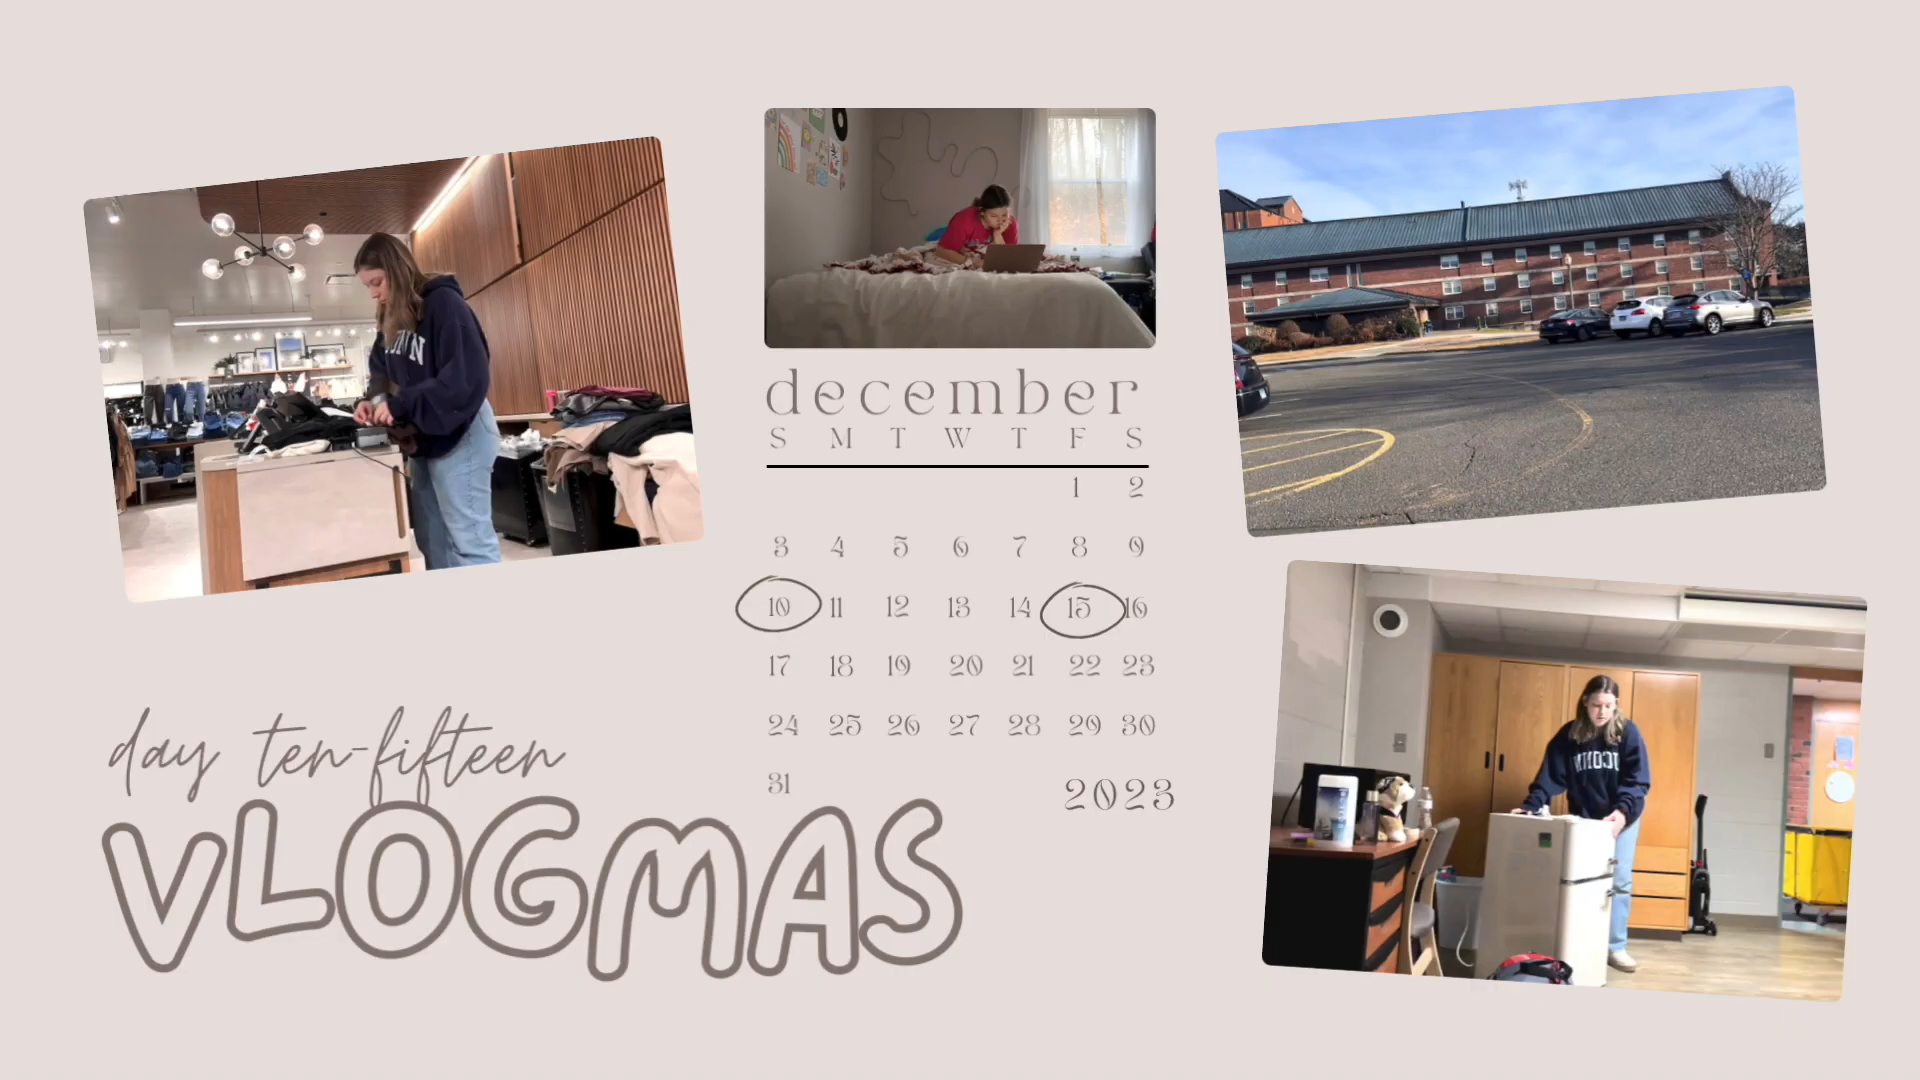 december
S M T W T F S
1 2
3 4 5 6 7 8 9
10 11 12 13 14 15 16
17 18 19 20 21 22 23
24 25 26 27 28 29 30
31
2023
day ten-fifteen
VLOGMAS
UCONN